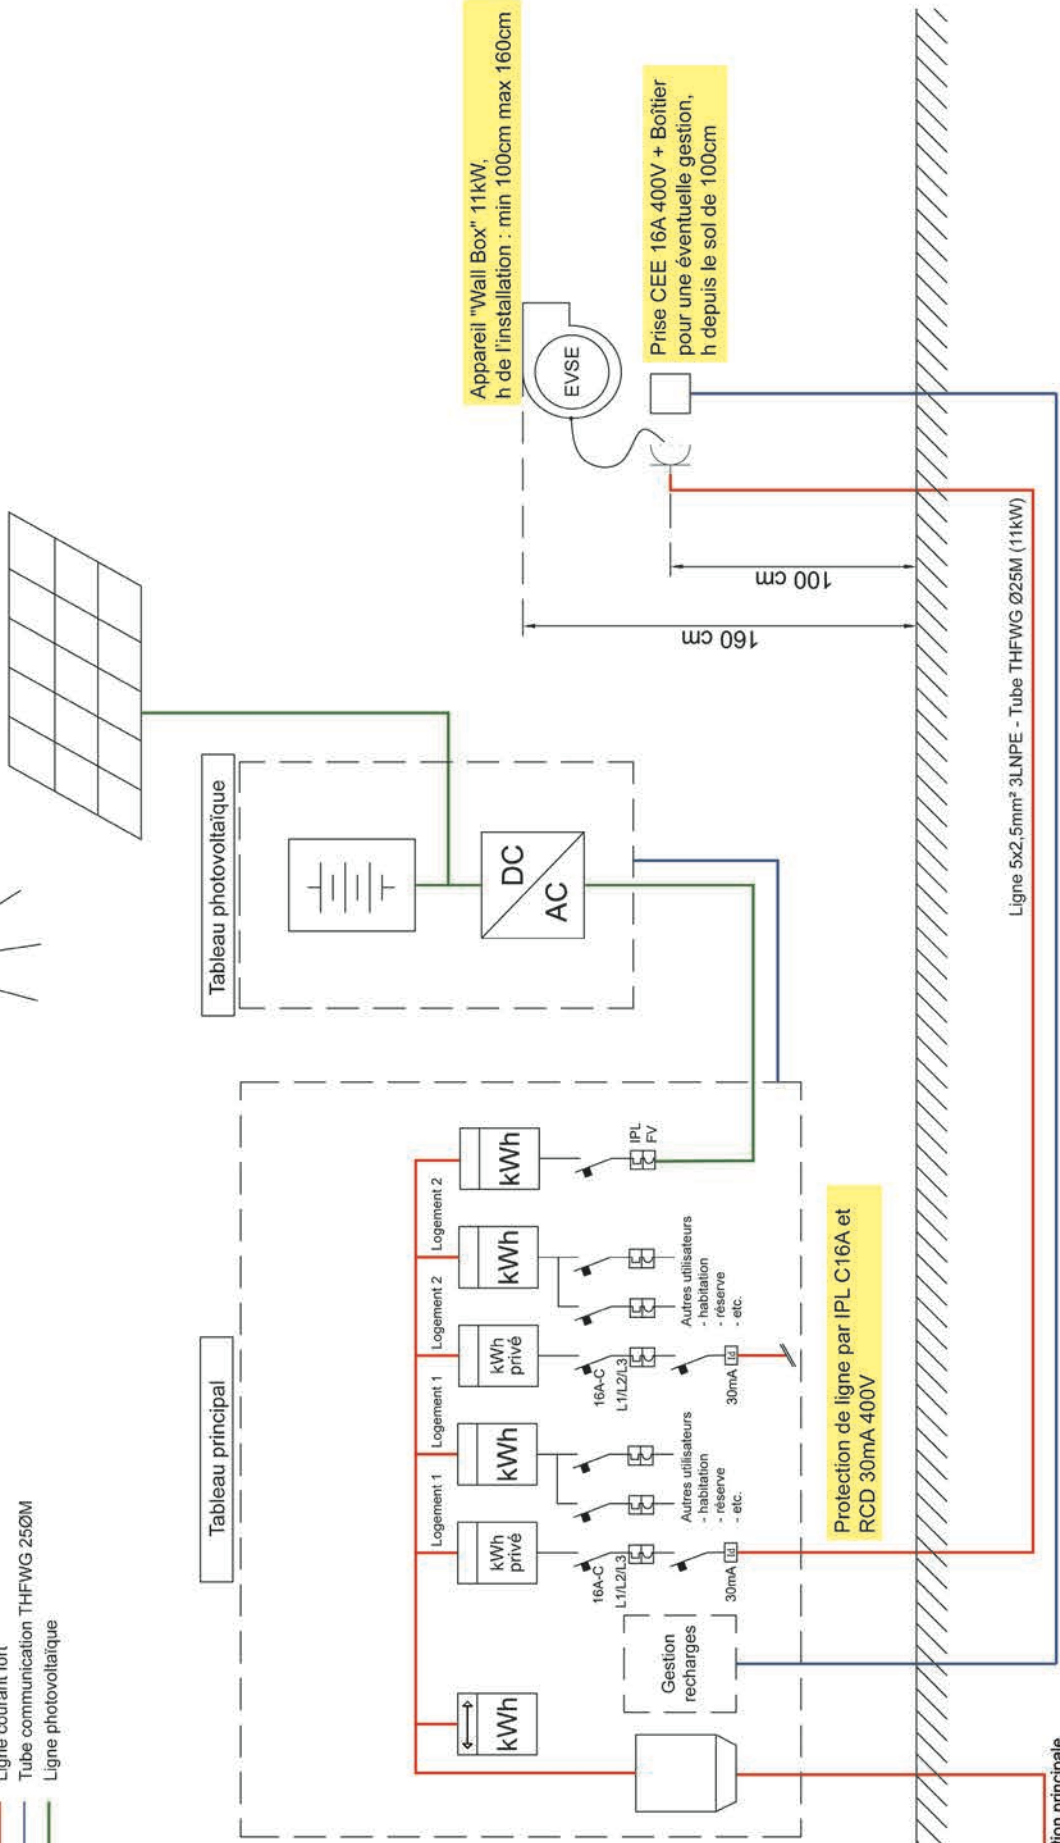 Ligne courant fort
Tube communication THFWG 25ØM
Ligne photovoltaïque
Tableau principal
Tableau photovoltaïque
Appareil "Wall Box" 11kW,
h de l'installation : min 100cm max 160cm
EVSE
Prise CEE 16A 400V + Boîtier
pour une éventuelle gestion,
h depuis le sol de 100cm
160 cm
100 cm
DC
AC
Logement 1
Logement 1
Logement 2
Logement 2
kWh
kWh
privé
kWh
kWh
privé
kWh
kWh
Gestion
recharges
16A-C
L1/L2/L3
30mA
Id
Autres utilisateurs
- habitation
- réserve
- etc.
16A-C
L1/L2/L3
30mA
Id
Autres utilisateurs
- habitation
- réserve
- etc.
IPL
FV
Protection de ligne par IPL C16A et
RCD 30mA 400V
Ligne 5x2,5mm² 3LNPE - Tube THFWG Ø25M (11kW)
principale